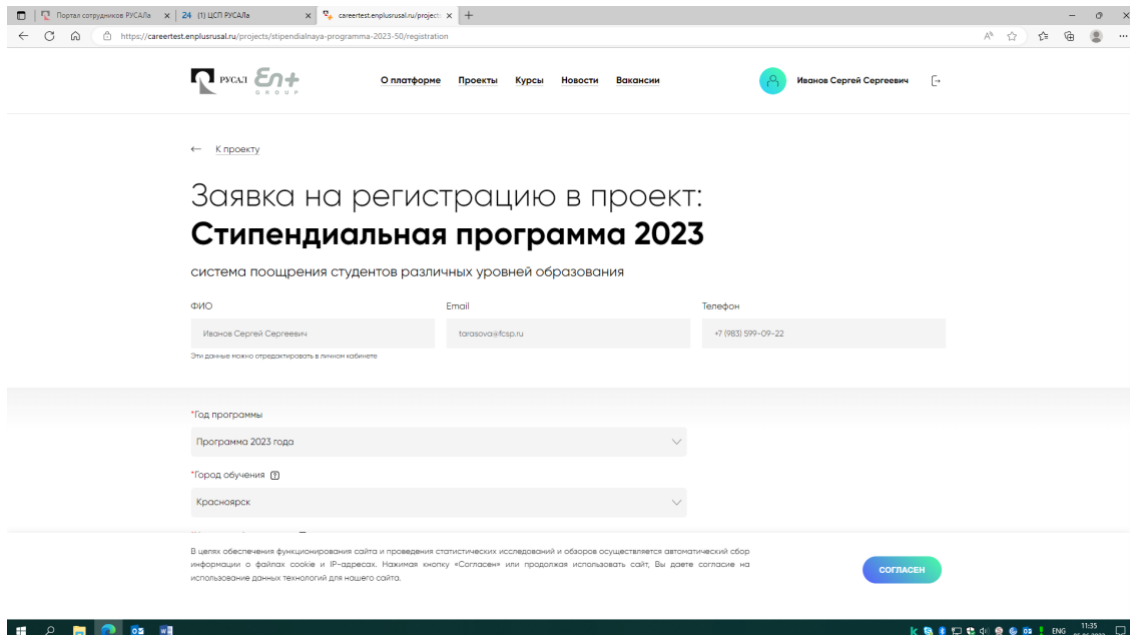 Портал сотрудников РУСАЛа
24 (1) ЦСП РУСАЛа
careertest.enplusrusal.ru/project:
https://careertest.enplusrusal.ru/projects/stipendialnaya-programma-2023-50/registration
РУСАЛ En+ GROUP
О платформе Проекты Курсы Новости Вакансии
Иванов Сергей Сергеевич
← К проекту
Заявка на регистрацию в проект:
Стипендиальная программа 2023
система поощрения студентов различных уровней образования
ФИО Email Телефон
Иванов Сергей Сергеевич tarasova@fcsp.ru +7 (983) 599-09-22
Эти данные можно отредактировать в личном кабинете
*Год программы
Программа 2023 года
*Город обучения ?
Красноярск
В целях обеспечения функционирования сайта и проведения статистических исследований и обзоров осуществляется автоматический сбор
информации о файлах cookie и IP-адресах. Нажимая кнопку «Согласен» или продолжая использовать сайт, Вы даете согласие на
использование данных технологий для нашего сайта.
СОГЛАСЕН
ENG 11:35